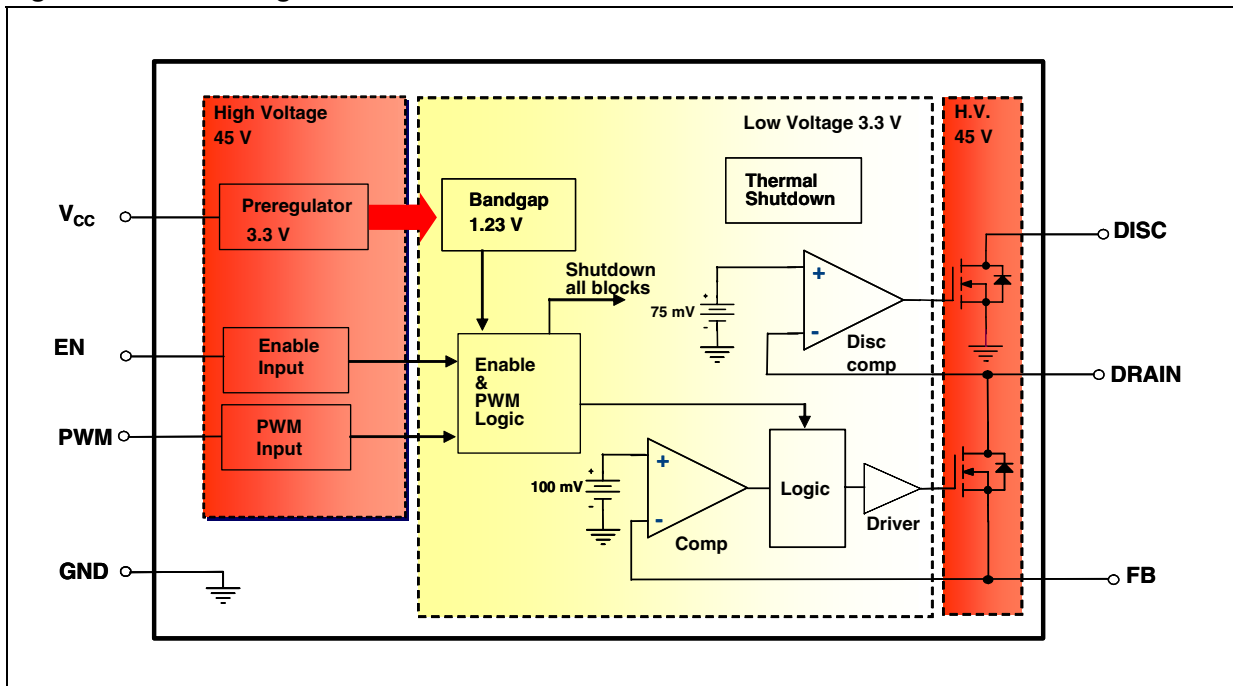 High Voltage
45 V
Low Voltage 3.3 V
H.V.
45 V
Thermal
Shutdown
VCC
Preregulator
3.3 V
Bandgap
1.23 V
DISC
Shutdown
all blocks
+
+
75 mV
-
-
Disc
comp
EN
Enable
Input
Enable
&
PWM
Logic
DRAIN
PWM
PWM
Input
+
+
100 mV
-
-
Comp
Logic
Driver
GND
FB